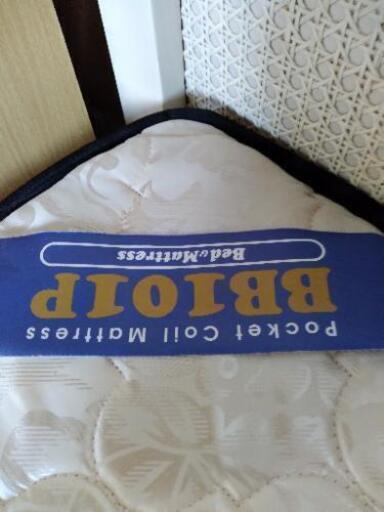 Pocket Coil Mattress
BB101P
Bed&Mattress